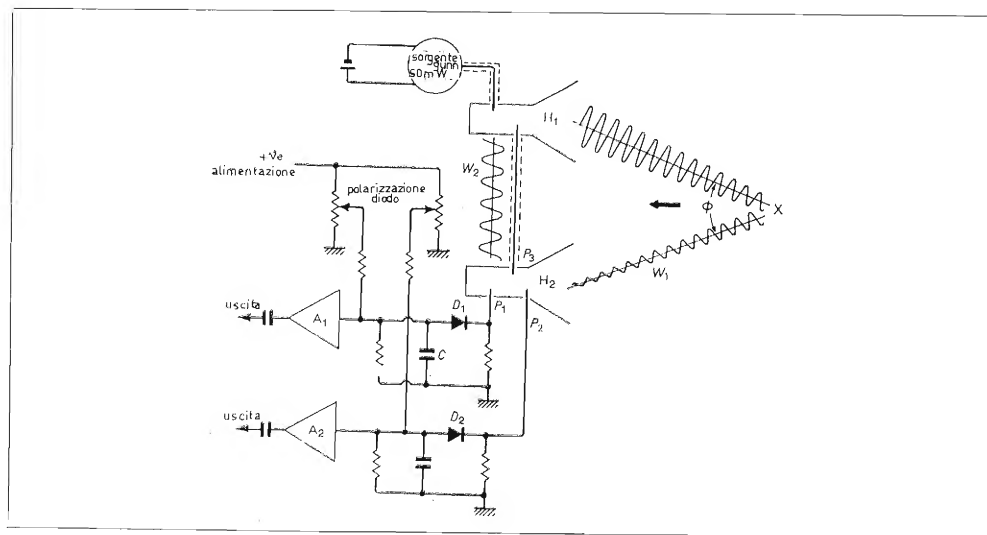 sorgente
gunn
50mW
H1
+Ve
alimentazione
W2
polarizzazione
diodo
ϕ
X
P3
H2
W1
uscita
A1
D1
P1
P2
C
uscita
A2
D2